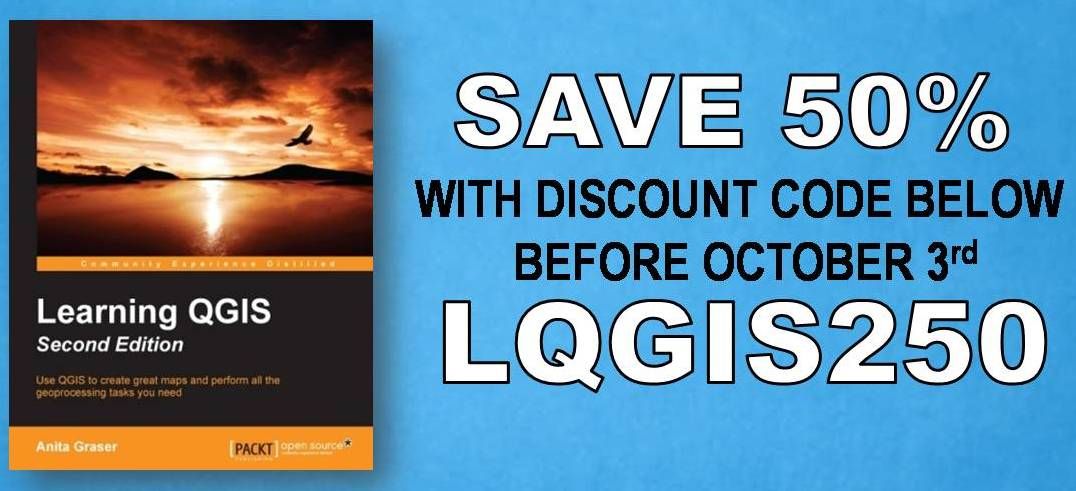 Community Experience Distilled
Learning QGIS
Second Edition
Use QGIS to create great maps and perform all the
geoprocessing tasks you need
Anita Graser
[PACKT] open source*
SAVE 50%
WITH DISCOUNT CODE BELOW
BEFORE OCTOBER 3rd
LQGIS250